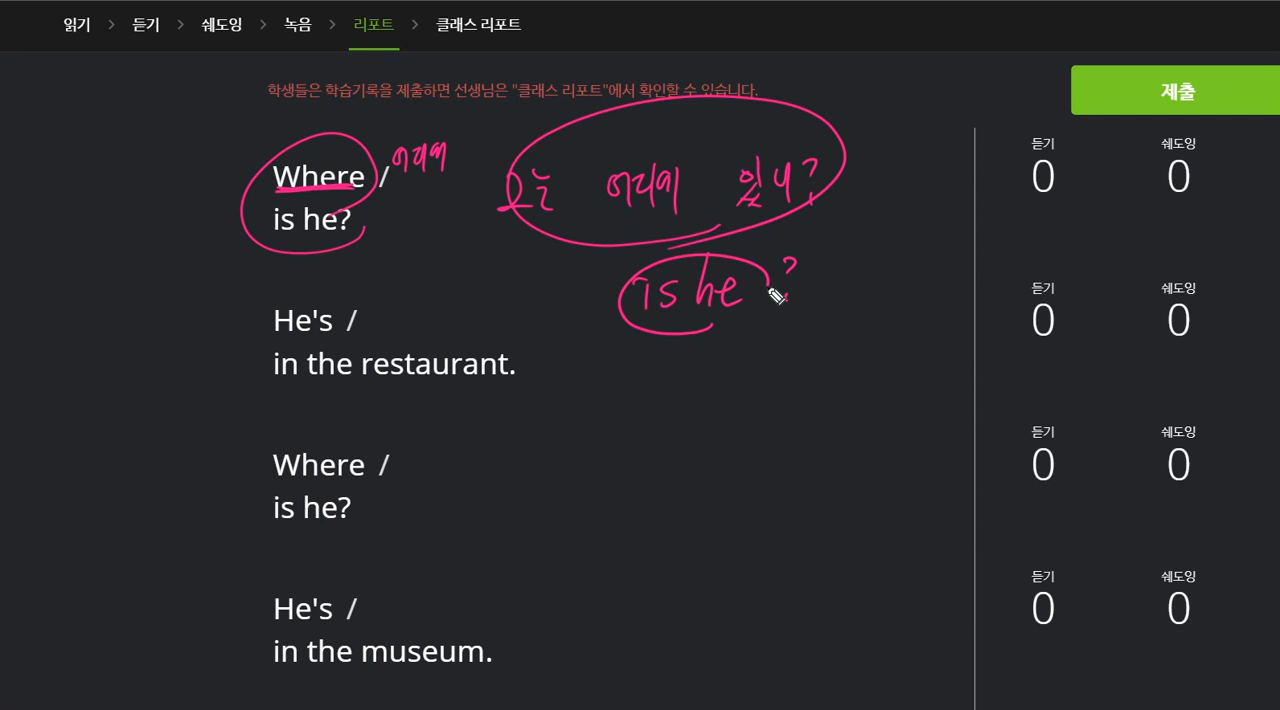 읽기 > 듣기 > 쉐도잉 > 녹음 > 리포트 > 클래스 리포트
학생들은 학습기록을 제출하면 선생님은 "클래스 리포트"에서 확인할 수 있습니다.
제출
듣기 쉐도잉
Where / 어디에
어디에 있니?
0 0
is he?
is he ?
듣기 쉐도잉
He's / 0 0
in the restaurant.
듣기 쉐도잉
Where / 0 0
is he?
듣기 쉐도잉
He's / 0 0
in the museum.